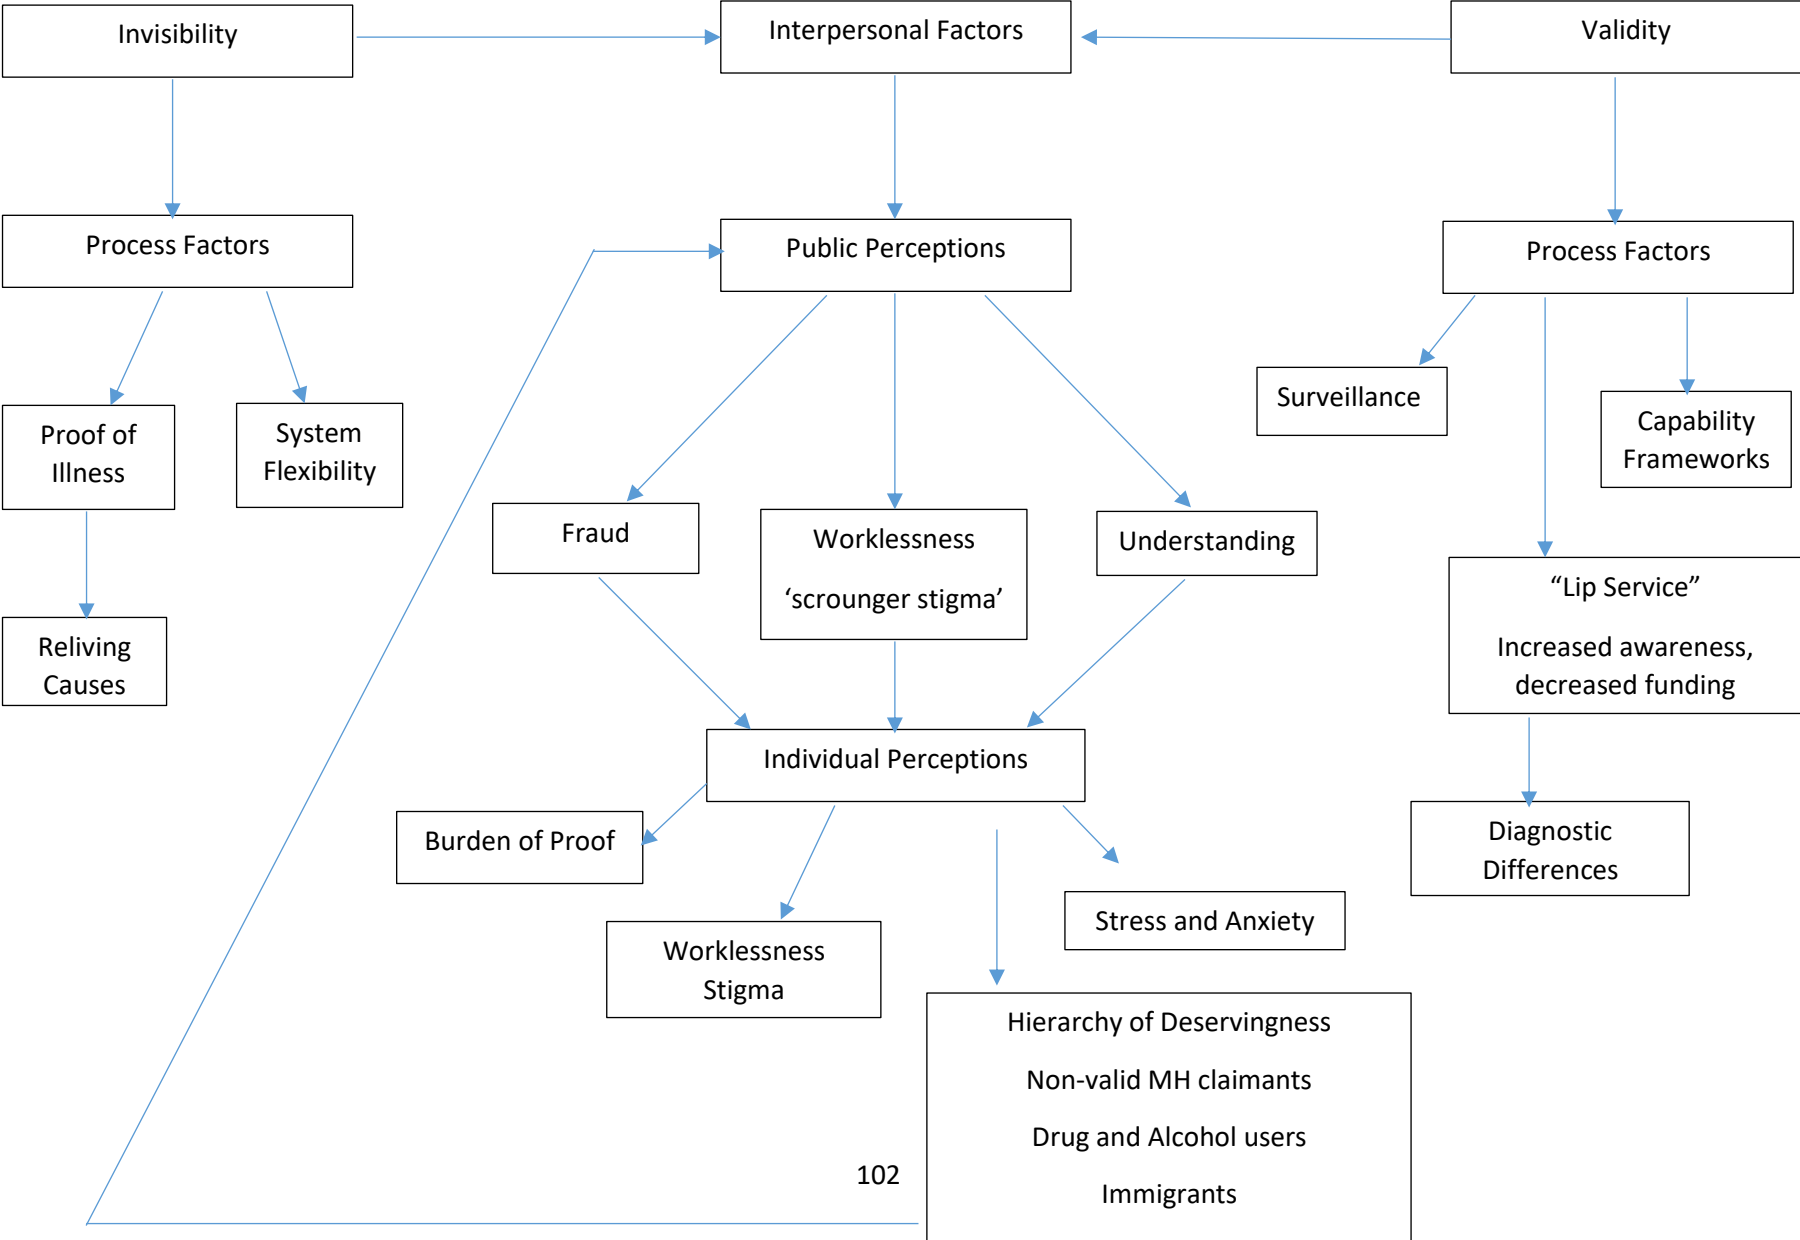 Invisibility
Interpersonal Factors
Validity
Process Factors
Public Perceptions
Process Factors
Surveillance
Proof of
Illness
System
Flexibility
Capability
Frameworks
Fraud
Worklessness
‘scrounger stigma’
Understanding
“Lip Service”
Increased awareness,
decreased funding
Reliving
Causes
Individual Perceptions
Burden of Proof
Diagnostic
Differences
Worklessness
Stigma
Stress and Anxiety
Hierarchy of Deservingness
Non-valid MH claimants
Drug and Alcohol users
Immigrants
102